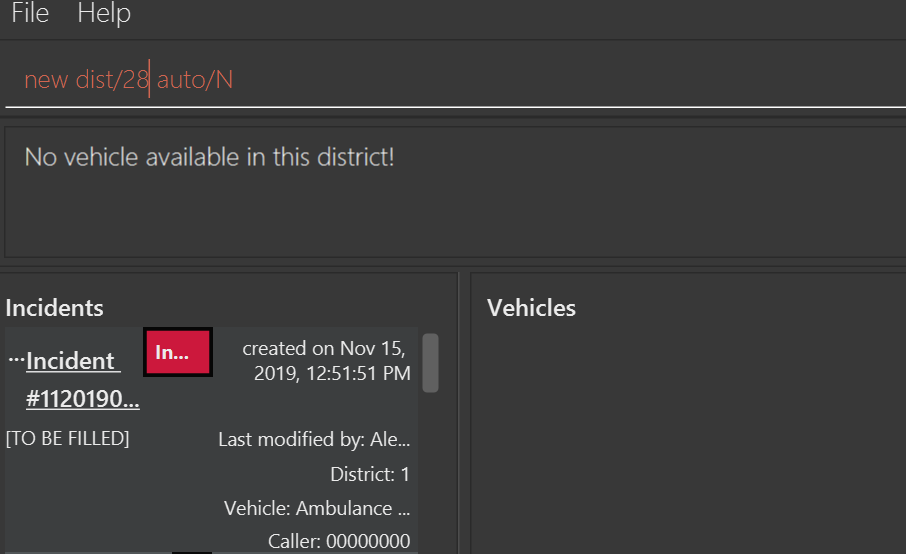 File Help
new dist/28 auto/N
No vehicle available in this district!
Incidents
...Incident
#1120190...
In...
created on Nov 15,
2019, 12:51:51 PM
[TO BE FILLED]
Last modified by: Ale...
District: 1
Vehicle: Ambulance ...
Caller: 00000000
Vehicles